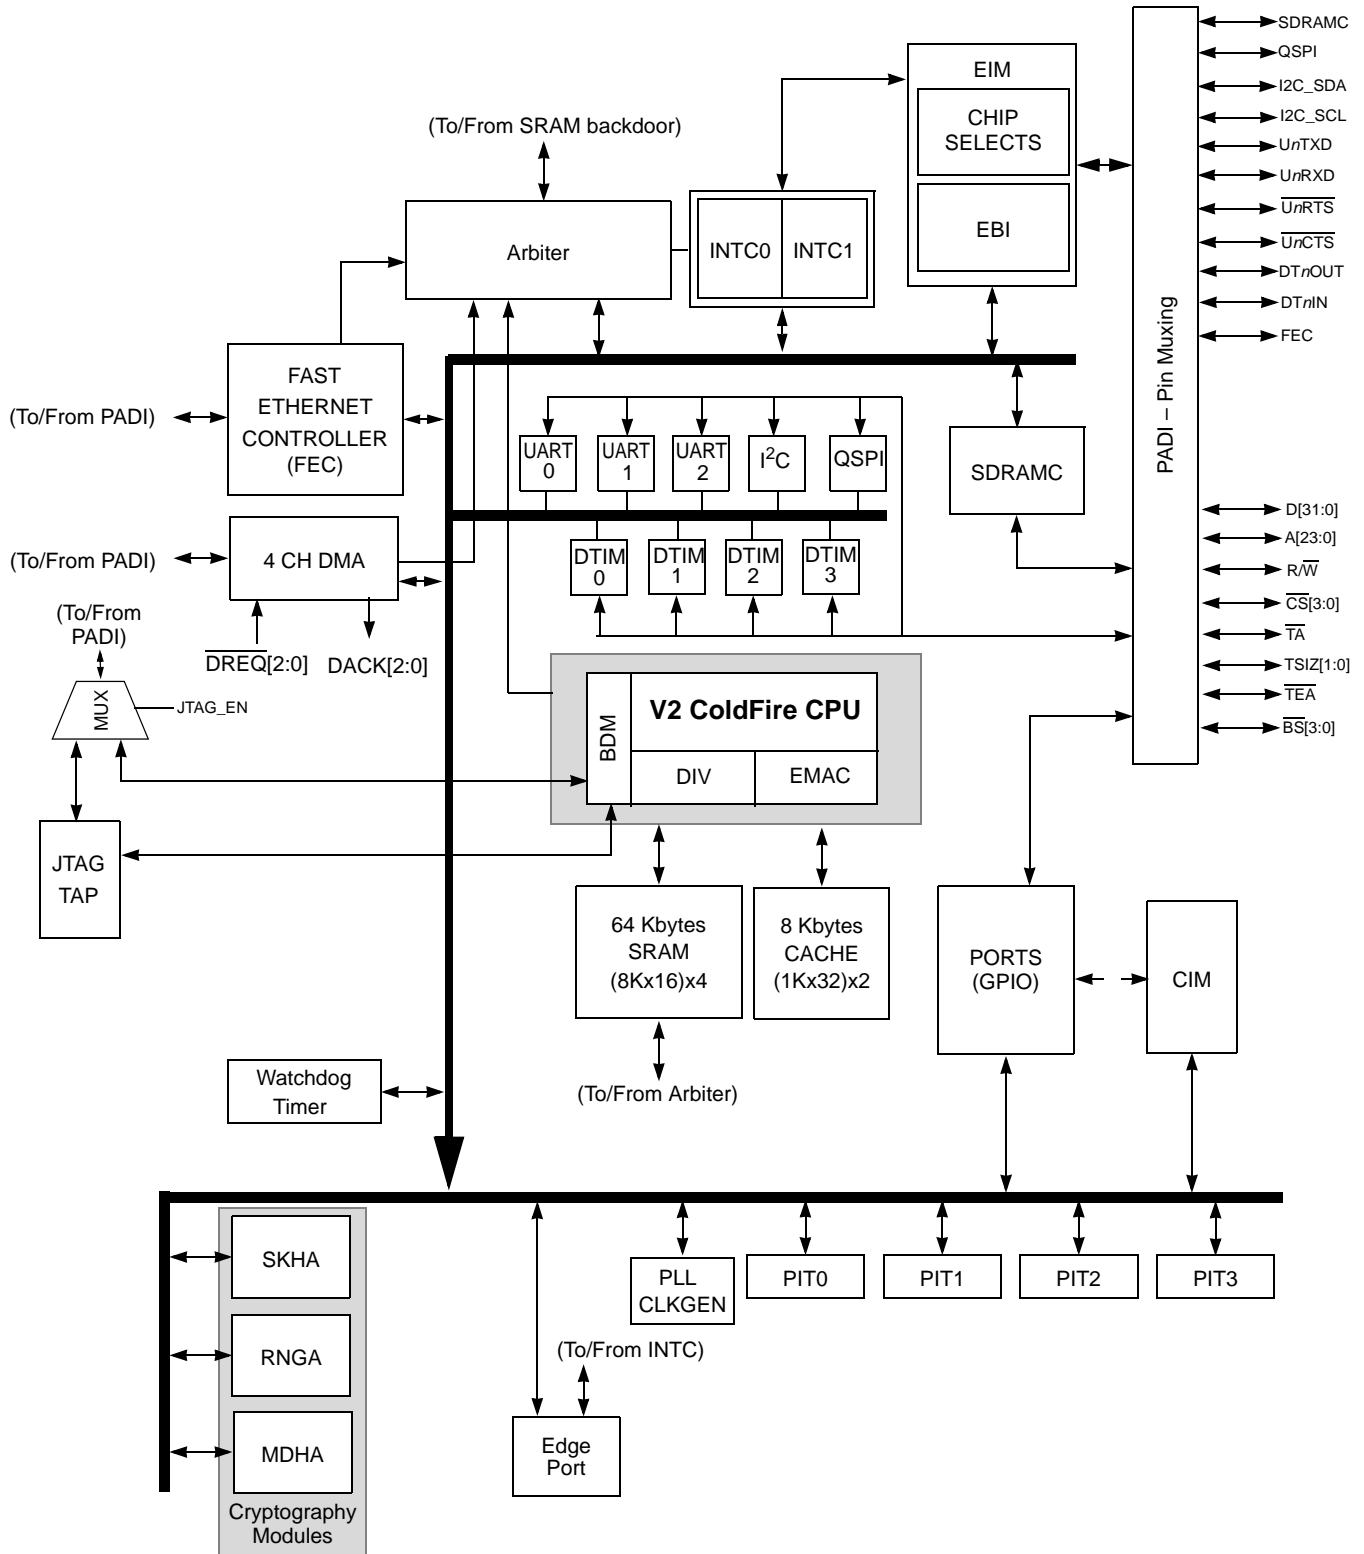 SDRAMC
QSPI
I2C_SDA
I2C_SCL
UnTXD
UnRXD
UnRTS
UnCTS
DTnOUT
DTnIN
FEC
PADI – Pin Muxing
D[31:0]
A[23:0]
R/W
CS[3:0]
TA
TSIZ[1:0]
TEA
BS[3:0]
EIM
CHIP
SELECTS
EBI
(To/From SRAM backdoor)
Arbiter
INTC0
INTC1
FAST
ETHERNET
CONTROLLER
(FEC)
(To/From PADI)
UART
0
UART
1
UART
2
I²C
QSPI
SDRAMC
DTIM
0
DTIM
1
DTIM
2
DTIM
3
(To/From PADI)
4 CH DMA
(To/From
PADI)
DREQ[2:0]
DACK[2:0]
MUX
JTAG_EN
BDM
V2 ColdFire CPU
DIV
EMAC
JTAG
TAP
64 Kbytes
SRAM
(8Kx16)x4
8 Kbytes
CACHE
(1Kx32)x2
PORTS
(GPIO)
CIM
Watchdog
Timer
(To/From Arbiter)
SKHA
RNGA
MDHA
Cryptography
Modules
PLL
CLKGEN
PIT0
PIT1
PIT2
PIT3
(To/From INTC)
Edge
Port